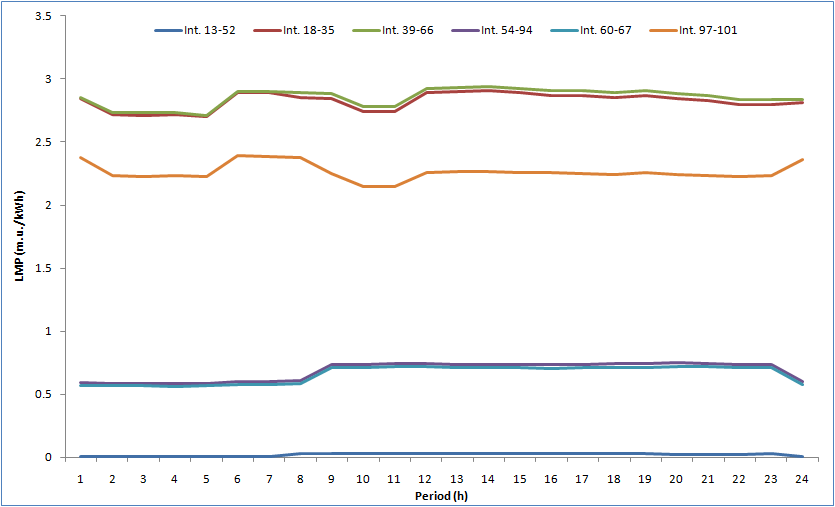 Int. 13-52 Int. 18-35 Int. 39-66 Int. 54-94 Int. 60-67 Int. 97-101
3.5
3
2.5
2
1.5
1
0.5
0
LMP (m.u./kWh)
1 2 3 4 5 6 7 8 9 10 11 12 13 14 15 16 17 18 19 20 21 22 23 24
Period (h)